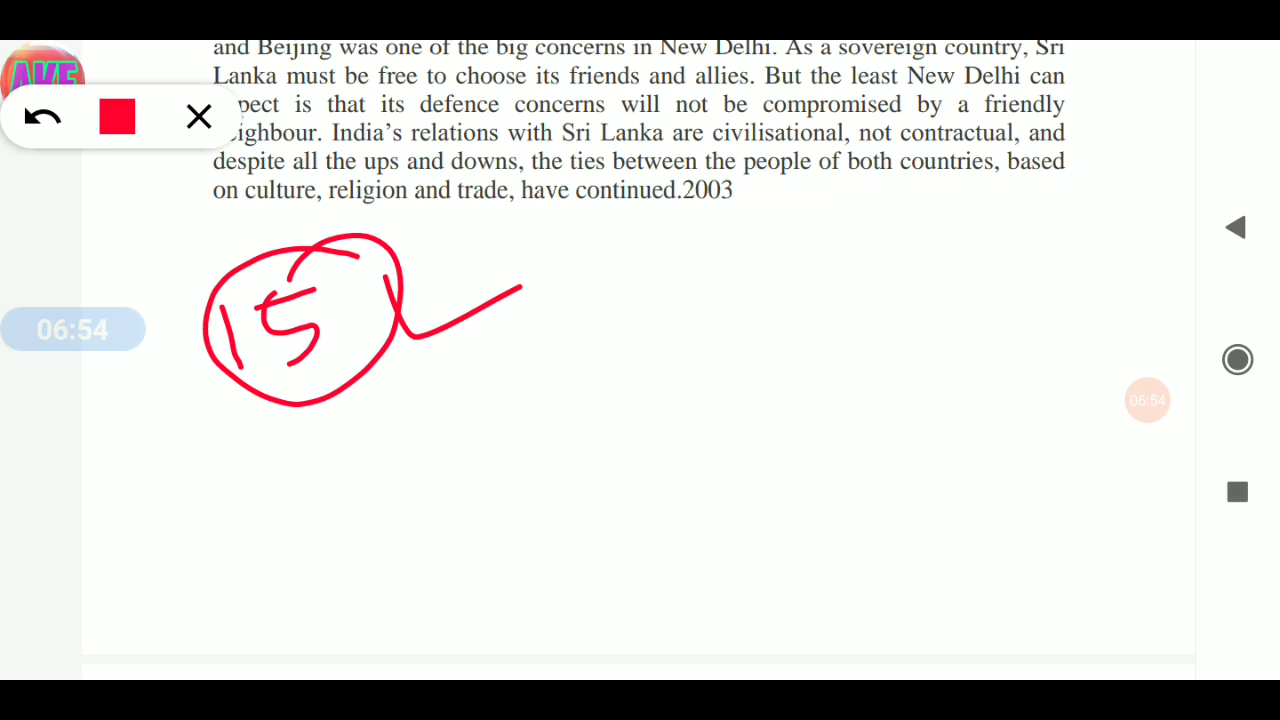 and Beijing was one of the big concerns in New Delhi. As a sovereign country, Sri
AKE
Lanka must be free to choose its friends and allies. But the least New Delhi can
is that its defence concerns will not be compromised by a friendly
India’s relations with Sri Lanka are civilisational, not contractual, and
despite all the ups and downs, the ties between the people of both countries, based
on culture, religion and trade, have continued.2003
15
06:54
06:54